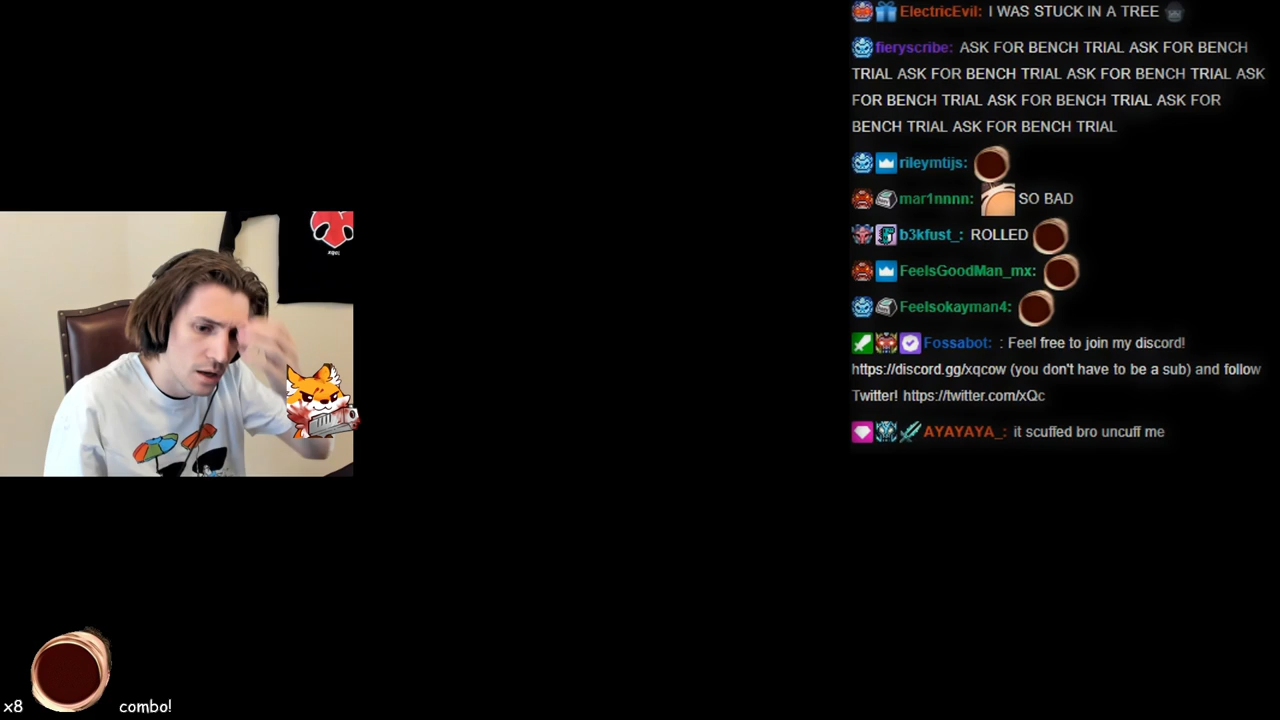 ElectricEvil: I WAS STUCK IN A TREE
fieryscribe: ASK FOR BENCH TRIAL ASK FOR BENCH
TRIAL ASK FOR BENCH TRIAL ASK FOR BENCH TRIAL ASK
FOR BENCH TRIAL ASK FOR BENCH TRIAL ASK FOR
BENCH TRIAL ASK FOR BENCH TRIAL
rileymtijs:
mar1nnnn: SO BAD
b3kfust_: ROLLED
FeelsGoodMan_mx:
Feelsokayman4:
Fossabot: : Feel free to join my discord!
https://discord.gg/xqcow (you don't have to be a sub) and follow
Twitter! https://twitter.com/xQc
AYAYAYA_: it scuffed bro uncuff me
x8 combo!